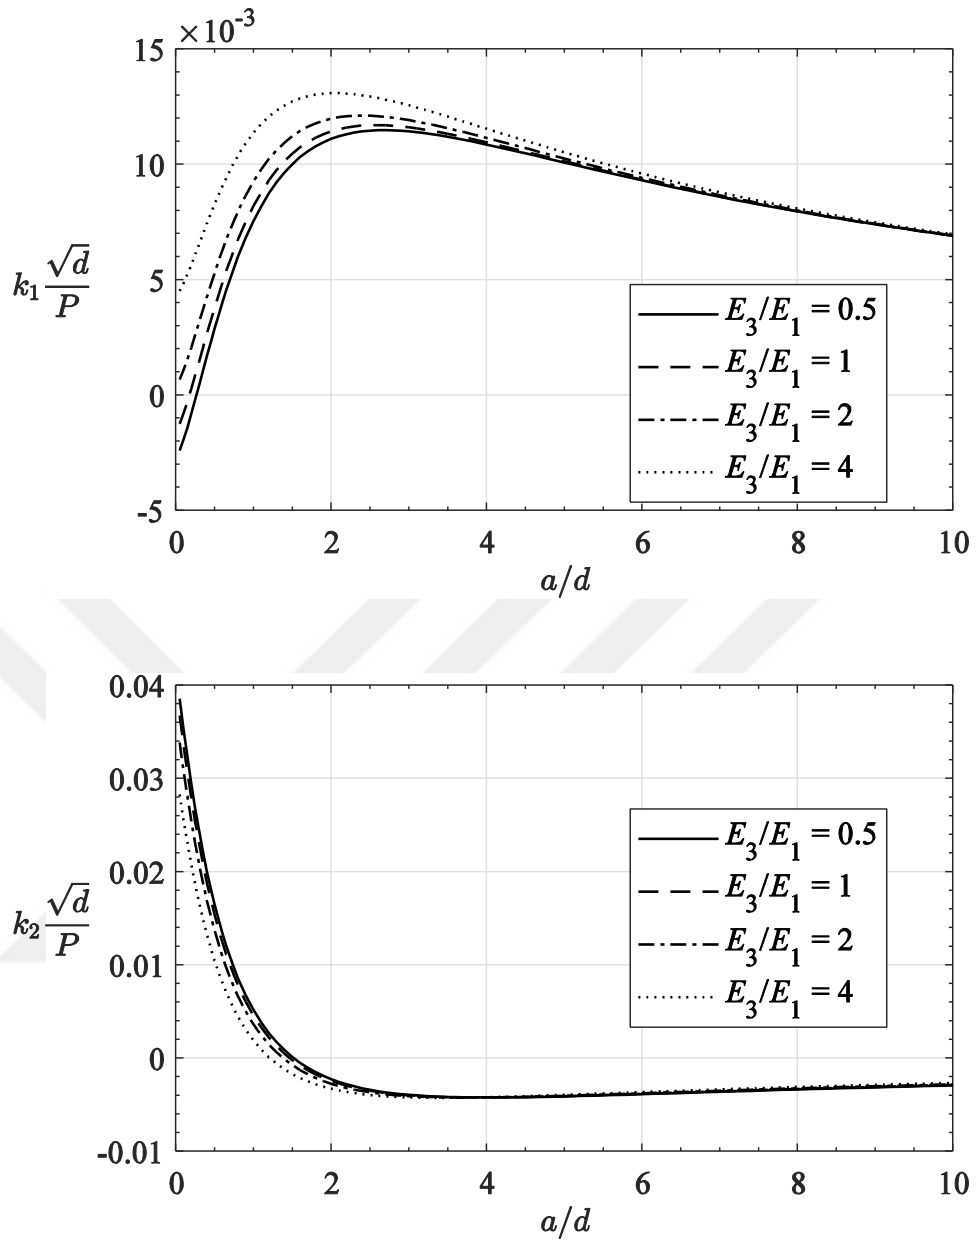 ×10⁻³
15
10
5
0
-5
k₁ √d/P
E₃/E₁ = 0.5
E₃/E₁ = 1
E₃/E₁ = 2
E₃/E₁ = 4
0 2 4 6 8 10
a/d
0.04
0.03
0.02
0.01
0
-0.01
k₂ √d/P
E₃/E₁ = 0.5
E₃/E₁ = 1
E₃/E₁ = 2
E₃/E₁ = 4
0 2 4 6 8 10
a/d